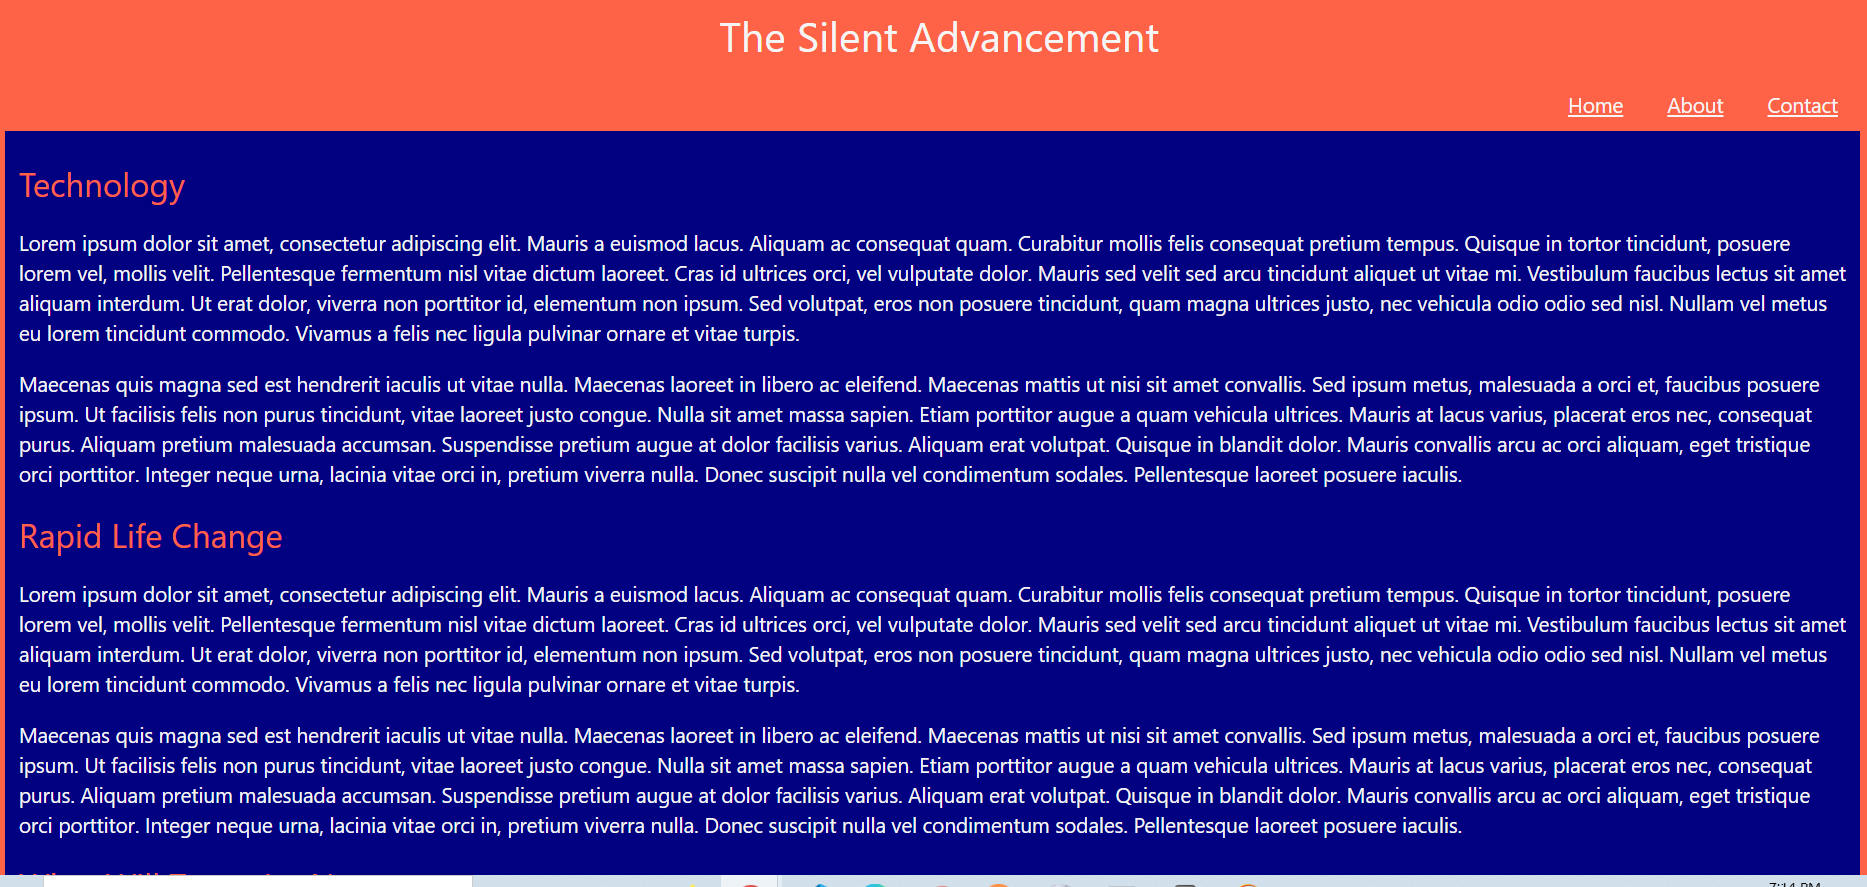 The Silent Advancement
Home About Contact
Technology
Lorem ipsum dolor sit amet, consectetur adipiscing elit. Mauris a euismod lacus. Aliquam ac consequat quam. Curabitur mollis felis consequat pretium tempus. Quisque in tortor tincidunt, posuere
lorem vel, mollis velit. Pellentesque fermentum nisl vitae dictum laoreet. Cras id ultrices orci, vel vulputate dolor. Mauris sed velit sed arcu tincidunt aliquet ut vitae mi. Vestibulum faucibus lectus sit amet
aliquam interdum. Ut erat dolor, viverra non porttitor id, elementum non ipsum. Sed volutpat, eros non posuere tincidunt, quam magna ultrices justo, nec vehicula odio odio sed nisl. Nullam vel metus
eu lorem tincidunt commodo. Vivamus a felis nec ligula pulvinar ornare et vitae turpis.
Maecenas quis magna sed est hendrerit iaculis ut vitae nulla. Maecenas laoreet in libero ac eleifend. Maecenas mattis ut nisi sit amet convallis. Sed ipsum metus, malesuada a orci et, faucibus posuere
ipsum. Ut facilisis felis non purus tincidunt, vitae laoreet justo congue. Nulla sit amet massa sapien. Etiam porttitor augue a quam vehicula ultrices. Mauris at lacus varius, placerat eros nec, consequat
purus. Aliquam pretium malesuada accumsan. Suspendisse pretium augue at dolor facilisis varius. Aliquam erat volutpat. Quisque in blandit dolor. Mauris convallis arcu ac orci aliquam, eget tristique
orci porttitor. Integer neque urna, lacinia vitae orci in, pretium viverra nulla. Donec suscipit nulla vel condimentum sodales. Pellentesque laoreet posuere iaculis.
Rapid Life Change
Lorem ipsum dolor sit amet, consectetur adipiscing elit. Mauris a euismod lacus. Aliquam ac consequat quam. Curabitur mollis felis consequat pretium tempus. Quisque in tortor tincidunt, posuere
lorem vel, mollis velit. Pellentesque fermentum nisl vitae dictum laoreet. Cras id ultrices orci, vel vulputate dolor. Mauris sed velit sed arcu tincidunt aliquet ut vitae mi. Vestibulum faucibus lectus sit amet
aliquam interdum. Ut erat dolor, viverra non porttitor id, elementum non ipsum. Sed volutpat, eros non posuere tincidunt, quam magna ultrices justo, nec vehicula odio odio sed nisl. Nullam vel metus
eu lorem tincidunt commodo. Vivamus a felis nec ligula pulvinar ornare et vitae turpis.
Maecenas quis magna sed est hendrerit iaculis ut vitae nulla. Maecenas laoreet in libero ac eleifend. Maecenas mattis ut nisi sit amet convallis. Sed ipsum metus, malesuada a orci et, faucibus posuere
ipsum. Ut facilisis felis non purus tincidunt, vitae laoreet justo congue. Nulla sit amet massa sapien. Etiam porttitor augue a quam vehicula ultrices. Mauris at lacus varius, placerat eros nec, consequat
purus. Aliquam pretium malesuada accumsan. Suspendisse pretium augue at dolor facilisis varius. Aliquam erat volutpat. Quisque in blandit dolor. Mauris convallis arcu ac orci aliquam, eget tristique
orci porttitor. Integer neque urna, lacinia vitae orci in, pretium viverra nulla. Donec suscipit nulla vel condimentum sodales. Pellentesque laoreet posuere iaculis.